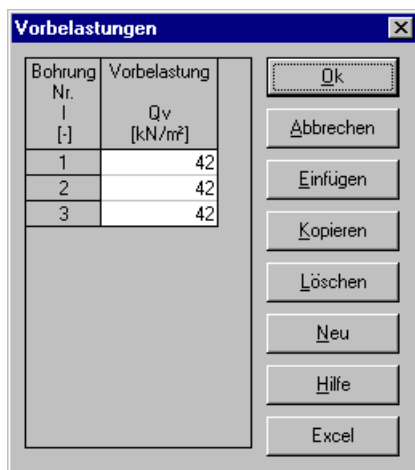 Vorbelastungen
Bohrung Vorbelastung
Nr.
I Qv
[-] [kN/m²]
1 42
2 42
3 42
Ok
Abbrechen
Einfügen
Kopieren
Löschen
Neu
Hilfe
Excel